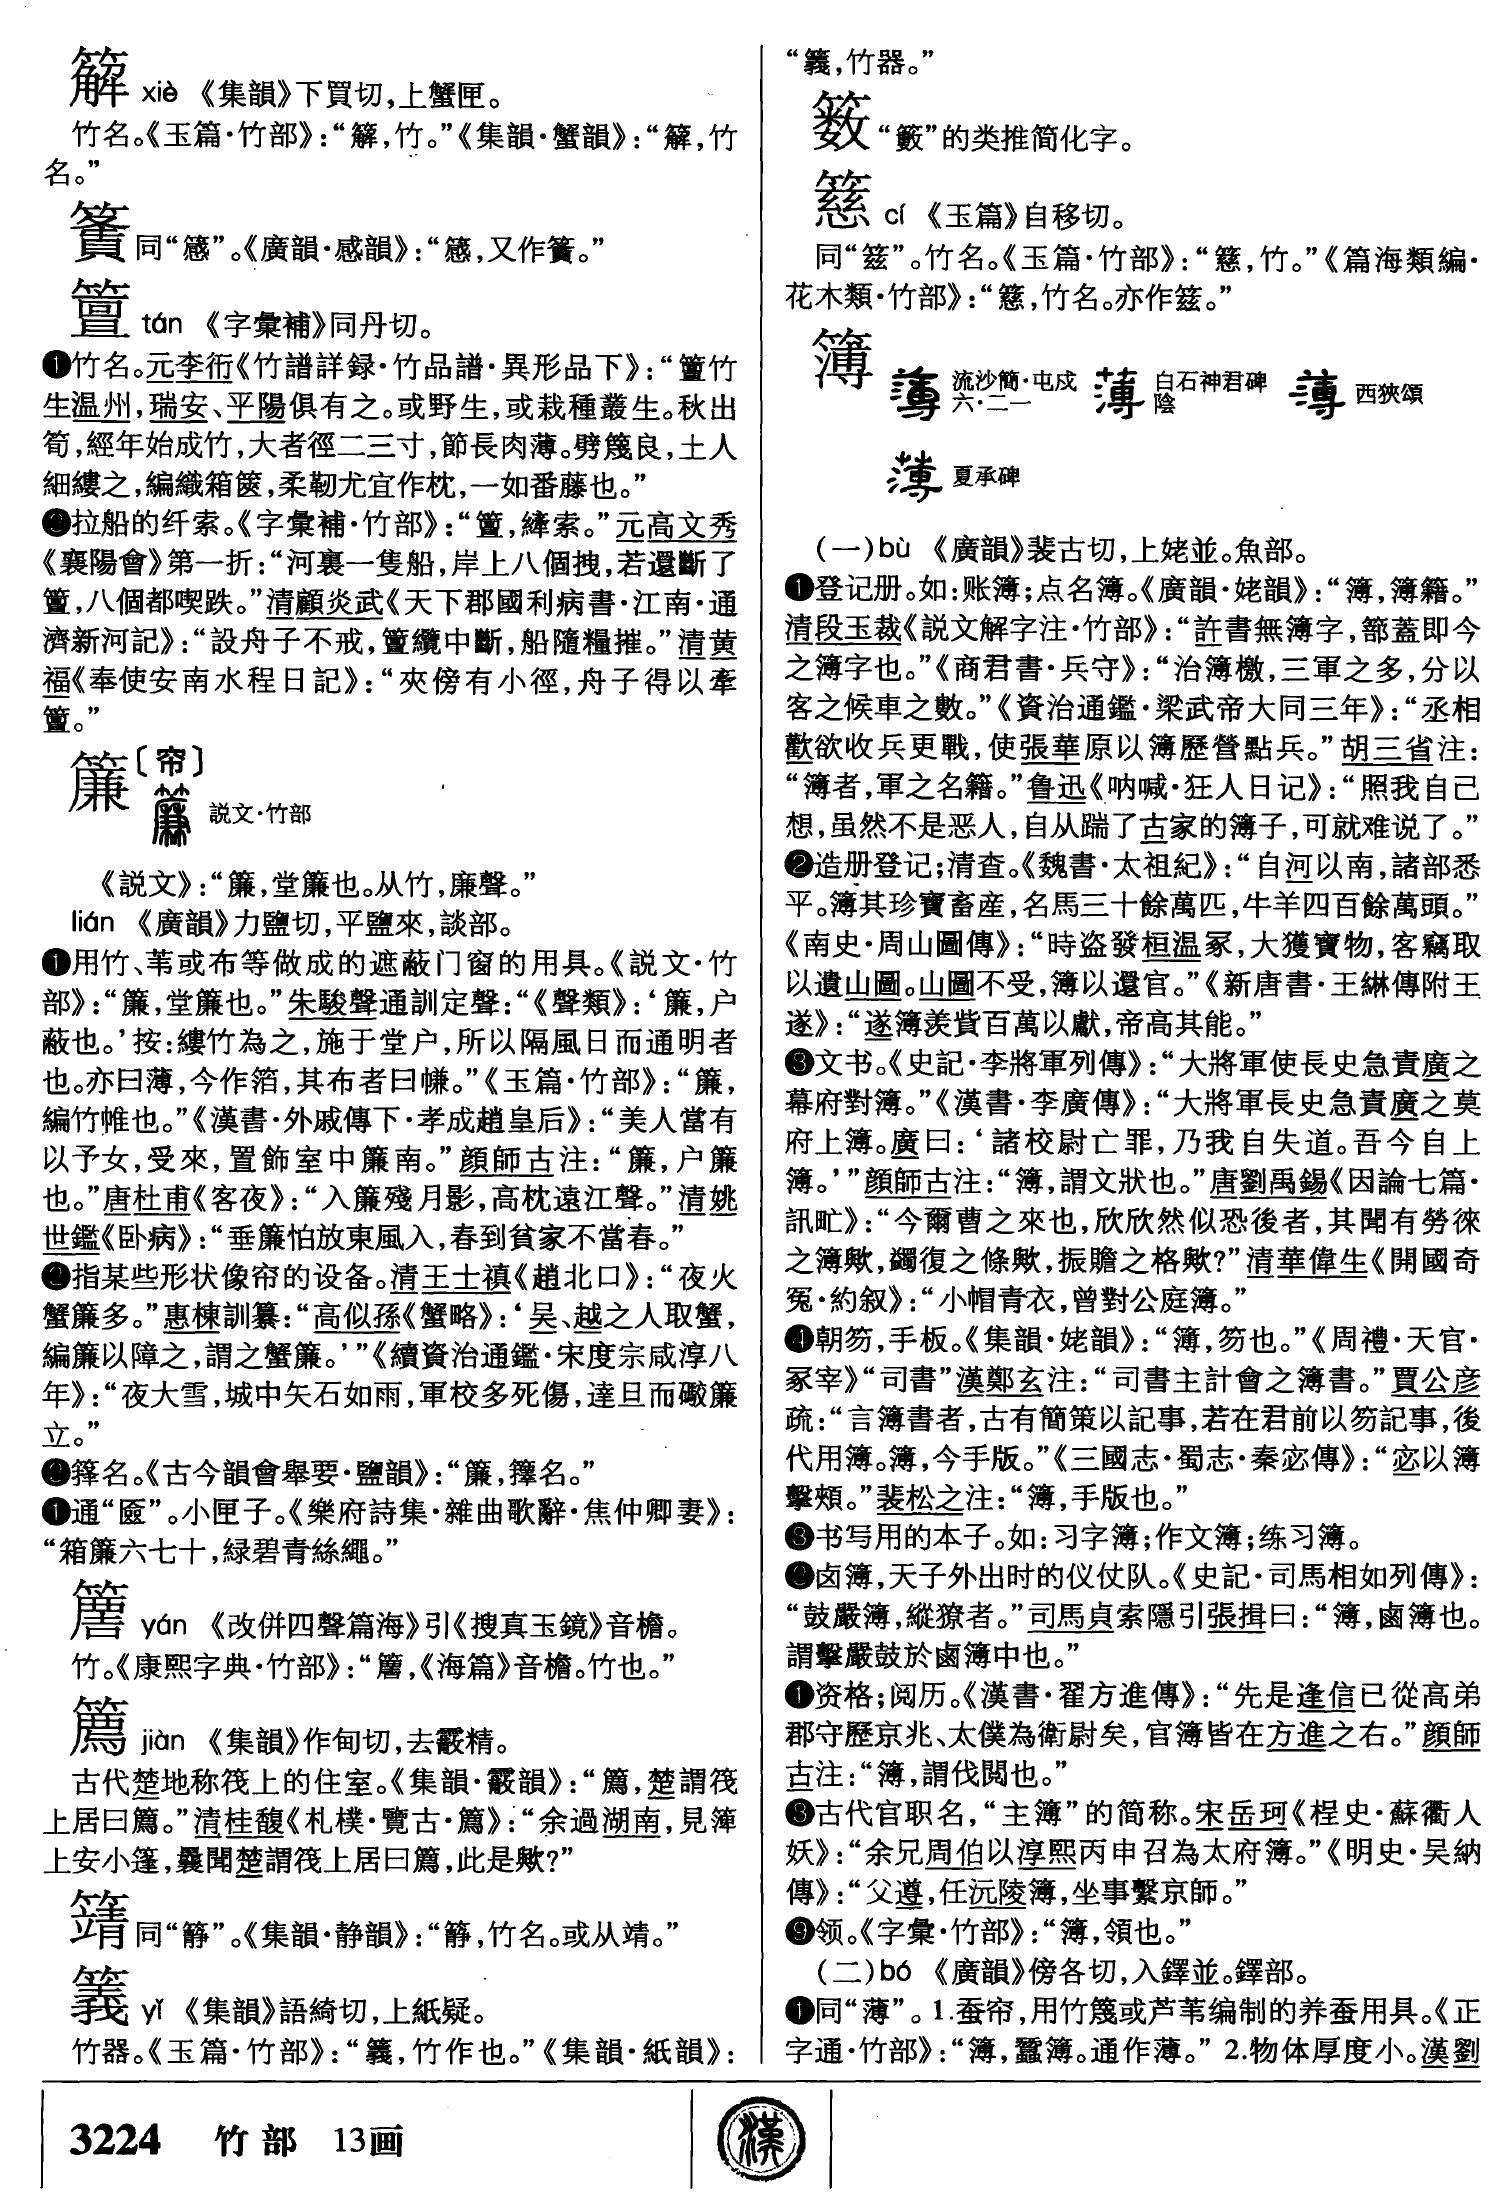 䉏 xiè 《集韻》下買切,上蟹匣。
竹名。《玉篇·竹部》:“䉏,竹。”《集韻·蟹韻》:“䉏,竹
名。”
同“簆”。《廣韻·感韻》:
簹 tán 《字彙補》同丹切。
❶竹名。元李衎《竹譜詳録·竹品譜·異形品下》:“竹
生温州,瑞安、平陽俱有之。或野生,或栽種叢生。秋出
筍,經年始成竹,大者徑二三寸,節長肉薄。劈篾良,土人
細縷之,編織箱篋,柔韌尤宜作枕,一如番藤也。”
❷拉船的纤索。《字彙補·竹部》:“,縴索。”元高文秀
《襄陽會》第一折:“河裏一隻船,岸上八個拽,若還斷了
,八個都喫跌。”清顧炎武《天下郡國利病書·江南·通
濟新河記》:“設舟子不戒,纜中斷,船隨糧摧。”清黄
福《奉使安南水程日記》:“夾傍有小徑,舟子得以牽
。”
簾〔帘〕
説文·竹部
《説文》:“簾,堂簾也。从竹,廉聲。”
lián 《廣韻》力鹽切,平鹽來,談部。
❶用竹、苇或布等做成的遮蔽门窗的用具。《説文·竹
部》:“簾,堂簾也。”朱駿聲通訓定聲:“《聲類》:‘簾,户
蔽也。’按:縷竹為之,施于堂户,所以隔風日而通明者
也。亦曰薄,今作箔,其布者曰㡘。”《玉篇·竹部》:“簾,
編竹帷也。”《漢書·外戚傳下·孝成趙皇后》:“美人當有
以予女,受來,置飾室中簾南。”顔師古注:“簾,户簾
也。”唐杜甫《客夜》:“入簾殘月影,高枕遠江聲。”清姚
世鑑《卧病》:“垂簾怕放東風入,春到貧家不當春。”
❷指某些形状像帘的设备。清王士禛《趙北口》:“夜火
蟹簾多。”惠棟訓纂:“高似孫《蟹略》:‘吴、越之人取蟹,
編簾以障之,謂之蟹簾。’”《續資治通鑑·宋度宗咸淳八
年》:“夜大雪,城中矢石如雨,軍校多死傷,達旦而礟簾
立。”
❸箨名。《古今韻會舉要·鹽韻》:“簾,籜名。”
❹通“匳”。小匣子。《樂府詩集·雜曲歌辭·焦仲卿妻》:
“箱簾六七十,緑碧青絲繩。”
yán 《改併四聲篇海》引《搜真玉鏡》音檐。
竹。《康熙字典·竹部》:“,《海篇》音檐。竹也。”
jiàn 《集韻》作甸切,去霰精。
古代楚地称筏上的住室。《集韻·霰韻》:“,楚謂筏
上居曰。”清桂馥《札樸·覽古·》:“余過湖南,見簰
上安小篷,曩聞楚謂筏上居曰,此是歟?”
同“竫”。《集韻·静韻》:“,竹名。或从靖。”
䉝 yǐ 《集韻》語綺切,上紙疑。
竹器。《玉篇·竹部》:“䉝,竹作也。”《集韻·紙韻》:
“䉝,竹器。”
“籔”的类推简化字。
cí 《玉篇》自移切。
同“䈘”。竹名。《玉篇·竹部》:“,竹。”《篇海類編·
花木類·竹部》:“,竹名。亦作。”
簿
流沙簡·屯戍六·二一 白石神君碑陰 西狹頌
夏承碑
(一)bù 《廣韻》裴古切,上姥並。魚部。
❶登记册。如:账簿;点名簿。《廣韻·姥韻》:“簿,簿籍。”
清段玉裁《説文解字注·竹部》:“許書無簿字,篰蓋即今
之簿字也。”《商君書·兵守》:“治簿檄,三軍之多,分以
客之候車之數。”《資治通鑑·梁武帝大同三年》:“丞相
歡欲收兵更戰,使張華原以簿歷營點兵。”胡三省注:
“簿者,軍之名籍。”鲁迅《呐喊·狂人日记》:“照我自己
想,虽然不是恶人,自从踹了古家的簿子,可就难说了。”
❷造册登记;清查。《魏書·太祖紀》:“自河以南,諸部悉
平。簿其珍寶畜産,名馬三十餘萬匹,牛羊四百餘萬頭。”
《南史·周山圖傳》:“時盗發桓温冢,大獲寶物,客竊取
以遺山圖。山圖不受,簿以還官。”《新唐書·王綝傳附王
遂》:“遂簿羨貲百萬以獻,帝高其能。”
❸文书。《史記·李將軍列傳》:“大將軍使長史急責廣之
幕府對簿。”《漢書·李廣傳》:“大將軍長史急責廣之莫
府上簿。廣曰:‘諸校尉亡罪,乃我自失道。吾今自上
簿。’”顔師古注:“簿,謂文狀也。”唐劉禹錫《因論七篇·
訊甿》:“今爾曹之來也,欣欣然似恐後者,其聞有勞徠
之簿歟,蠲復之條歟,振贍之格歟?”清華偉生《開國奇
冤·約叙》:“小帽青衣,曾對公庭簿。”
❹朝笏,手板。《集韻·姥韻》:“簿,笏也。”《周禮·天官·
冢宰》“司書”漢鄭玄注:“司書主計會之簿書。”賈公彦
疏:“言簿書者,古有簡策以記事,若在君前以笏記事,後
代用簿。簿,今手版。”《三國志·蜀志·秦宓傳》:“宓以簿
擊頰。”裴松之注:“簿,手版也。”
❺书写用的本子。如:习字簿;作文簿;练习簿。
❻卤簿,天子外出时的仪仗队。《史記·司馬相如列傳》:
“鼓嚴簿,縱獠者。”司馬貞索隱引張揖曰:“簿,鹵簿也。
謂擊嚴鼓於鹵簿中也。”
❼资格;阅历。《漢書·翟方進傳》:“先是逢信已從高弟
郡守歷京兆、太僕為衛尉矣,官簿皆在方進之右。”顔師
古注:“簿,謂伐閲也。”
❽古代官职名,“主簿”的简称。宋岳珂《桯史·蘇衢人
妖》:“余兄周伯以淳熙丙申召為太府簿。”《明史·吴納
傳》:“父遵,任沅陵簿,坐事繫京師。”
❾领。《字彙·竹部》:“簿,領也。”
(二)bó 《廣韻》傍各切,入鐸並。鐸部。
❶同“薄”。1.蚕帘,用竹篾或芦苇编制的养蚕用具。《正
字通·竹部》:“簿,蠶簿。通作薄。”2.物体厚度小。漢劉
3224 竹部 13画
漢